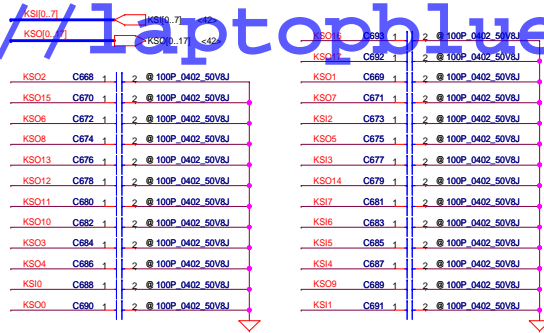 //laptopblue
KSI[0..7] KSI[0..7] <42>
KSO[0..17] KSO[0..17] <42>
KSO2 C668 1 2 @ 100P_0402_50V8J
KSO15 C670 1 2 @ 100P_0402_50V8J
KSO6 C672 1 2 @ 100P_0402_50V8J
KSO8 C674 1 2 @ 100P_0402_50V8J
KSO13 C676 1 2 @ 100P_0402_50V8J
KSO12 C678 1 2 @ 100P_0402_50V8J
KSO11 C680 1 2 @ 100P_0402_50V8J
KSO10 C682 1 2 @ 100P_0402_50V8J
KSO3 C684 1 2 @ 100P_0402_50V8J
KSO4 C686 1 2 @ 100P_0402_50V8J
KSI0 C688 1 2 @ 100P_0402_50V8J
KSO0 C690 1 2 @ 100P_0402_50V8J
KSO16 C693 1 2 @ 100P_0402_50V8J
KSO17 C692 1 2 @ 100P_0402_50V8J
KSO1 C669 1 2 @ 100P_0402_50V8J
KSO7 C671 1 2 @ 100P_0402_50V8J
KSI2 C673 1 2 @ 100P_0402_50V8J
KSO5 C675 1 2 @ 100P_0402_50V8J
KSI3 C677 1 2 @ 100P_0402_50V8J
KSO14 C679 1 2 @ 100P_0402_50V8J
KSI7 C681 1 2 @ 100P_0402_50V8J
KSI6 C683 1 2 @ 100P_0402_50V8J
KSI5 C685 1 2 @ 100P_0402_50V8J
KSI4 C687 1 2 @ 100P_0402_50V8J
KSO9 C689 1 2 @ 100P_0402_50V8J
KSI1 C691 1 2 @ 100P_0402_50V8J